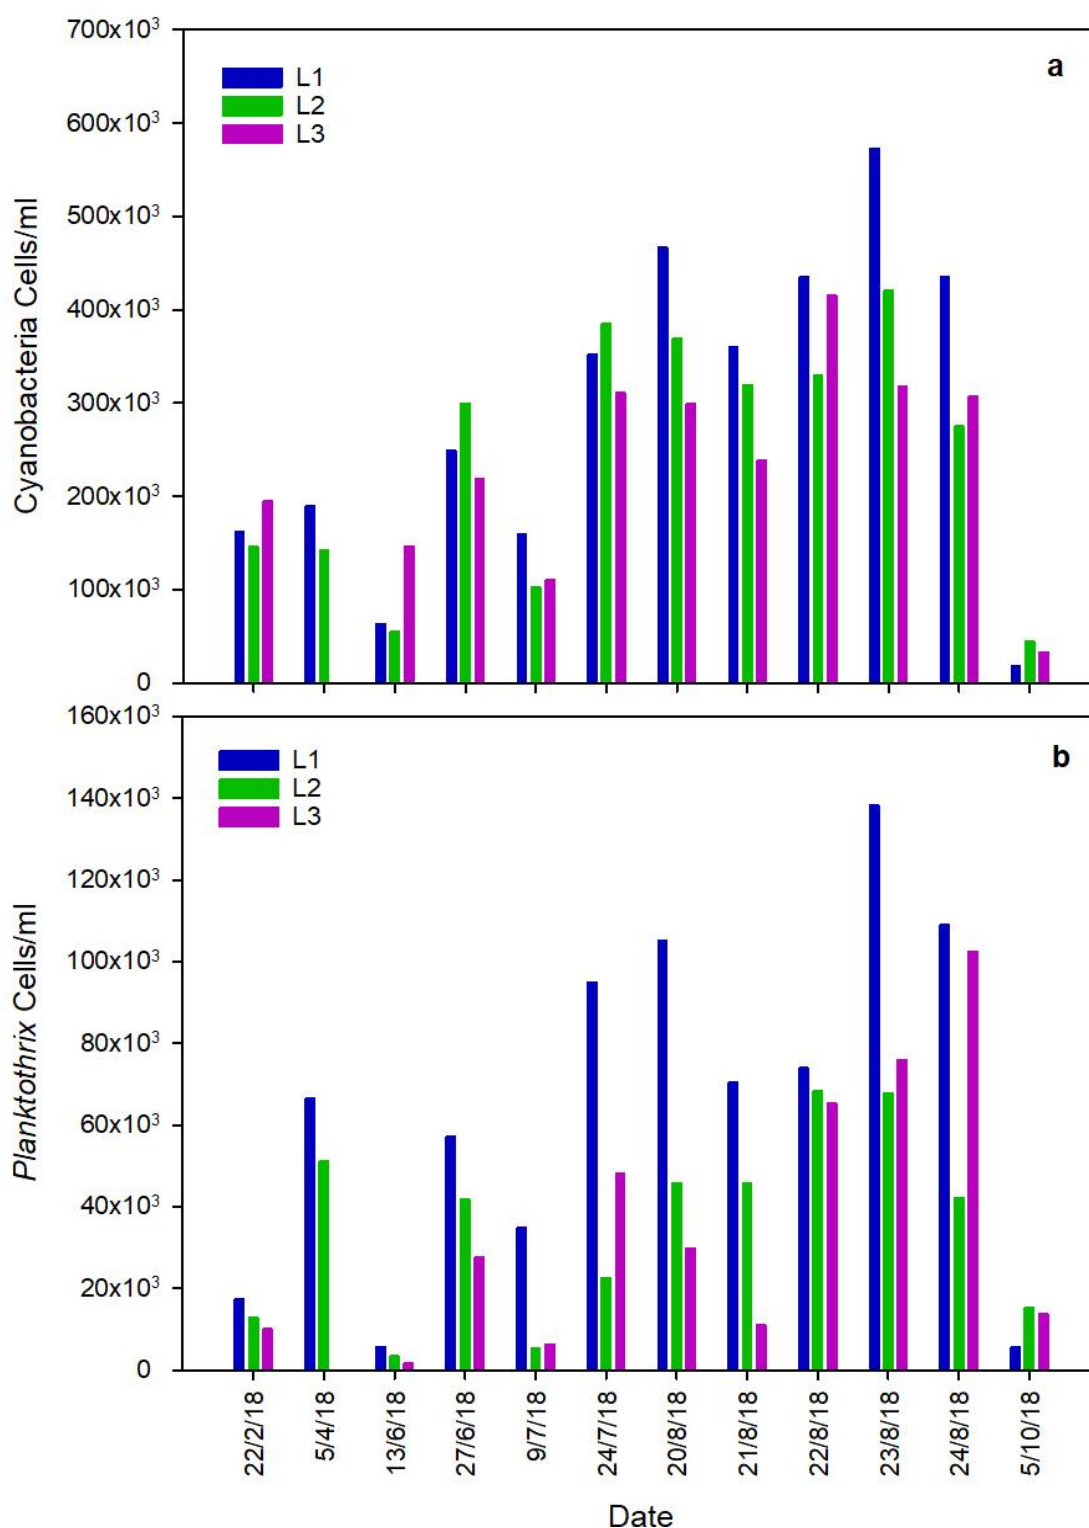 700x10³
600x10³
500x10³
400x10³
300x10³
200x10³
100x10³
0
Cyanobacteria Cells/ml
L1
L2
L3
a
160x10³
140x10³
120x10³
100x10³
80x10³
60x10³
40x10³
20x10³
0
Planktothrix Cells/ml
L1
L2
L3
b
22/2/18
5/4/18
13/6/18
27/6/18
9/7/18
24/7/18
20/8/18
21/8/18
22/8/18
23/8/18
24/8/18
5/10/18
Date